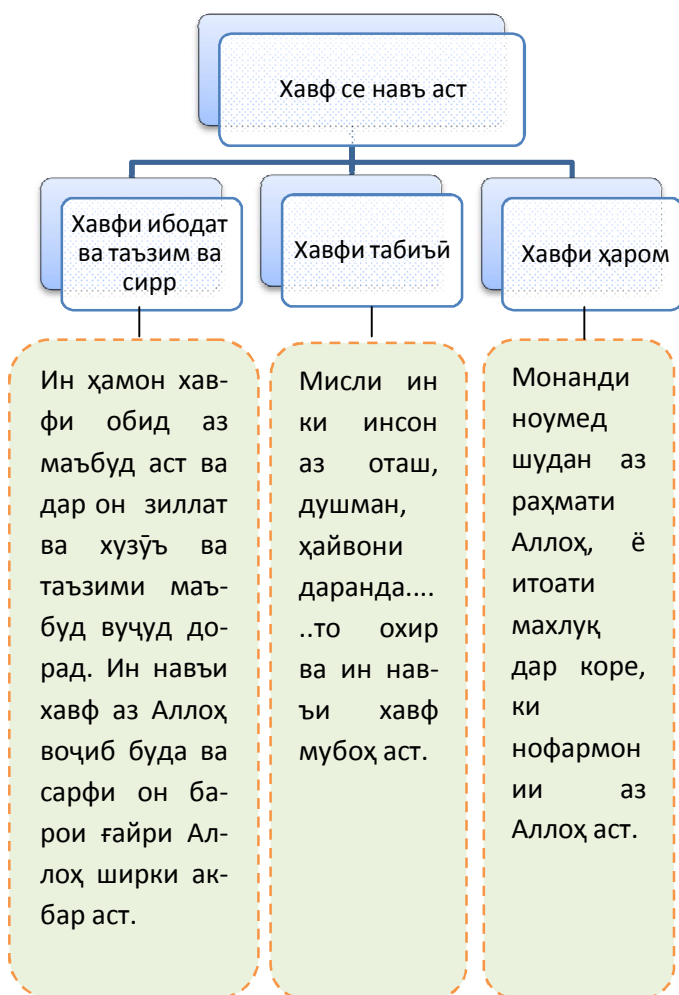 Хавф се навъ аст
Хавфи ибодат
ва таъзим ва
сирр
Хавфи табиъӣ
Хавфи ҳаром
Ин ҳамон хав-
фи обид аз
маъбуд аст ва
дар он зиллат
ва хузӯъ ва
таъзими маъ-
буд вуҷуд до-
рад. Ин навъи
хавф аз Аллоҳ
воҷиб буда ва
сарфи он ба-
рои ғайри Ал-
лоҳ ширки ак-
бар аст.
Мисли ин
ки инсон
аз оташ,
душман,
ҳайвони
даранда....
..то охир
ва ин нав-
ъи хавф
мубоҳ аст.
Монанди
ноумед
шудан аз
раҳмати
Аллоҳ, ё
итоати
махлуқ
дар коре,
ки
нофармон
ии аз
Аллоҳ аст.